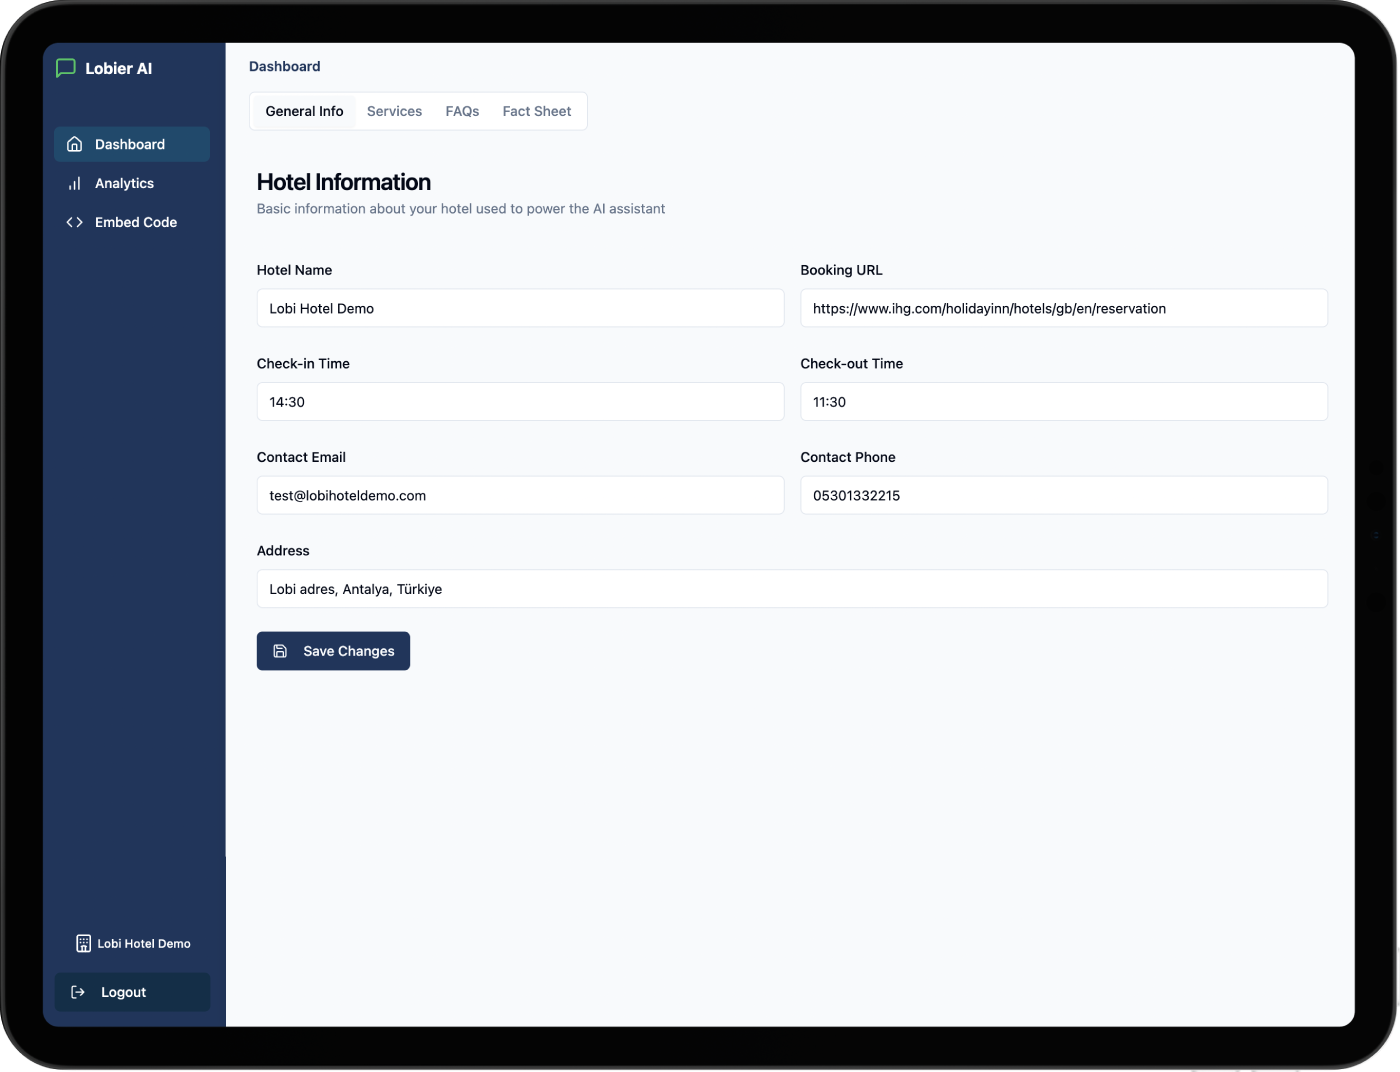 Lobier AI
Dashboard
Analytics
Embed Code
Lobi Hotel Demo
Logout
Dashboard
General Info Services FAQs Fact Sheet
Hotel Information
Basic information about your hotel used to power the AI assistant
Hotel Name
Lobi Hotel Demo
Booking URL
https://www.ihg.com/holidayinn/hotels/gb/en/reservation
Check-in Time
14:30
Check-out Time
11:30
Contact Email
test@lobihoteldemo.com
Contact Phone
05301332215
Address
Lobi adres, Antalya, Türkiye
Save Changes